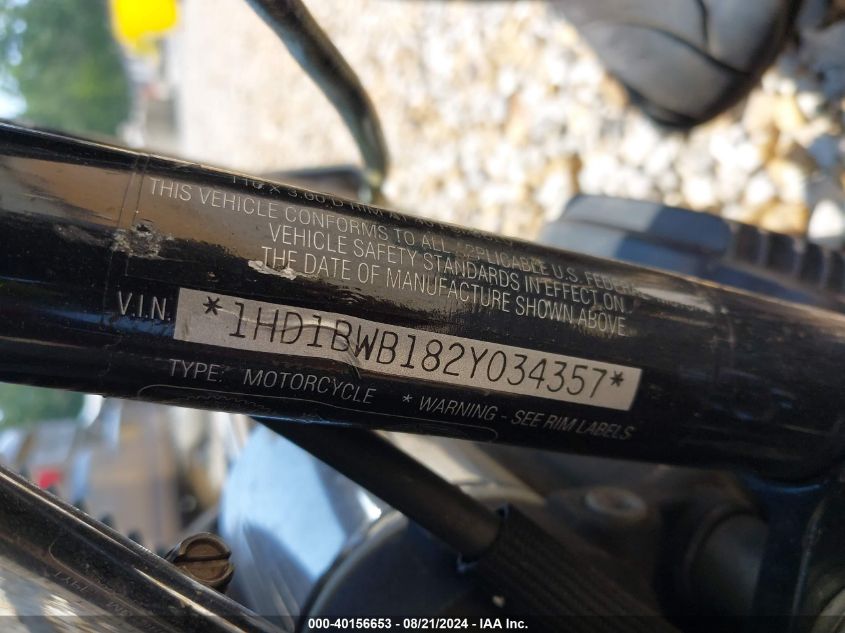 THIS VEHICLE CONFORMS TO ALL APPLICABLE U.S. FEDERAL
VEHICLE SAFETY STANDARDS IN EFFECT ON
THE DATE OF MANUFACTURE SHOWN ABOVE
V.I.N. *1HD1BWB182Y034357*
TYPE: MOTORCYCLE * WARNING - SEE RIM LABELS
000-40156653 - 08/21/2024 - IAA Inc.